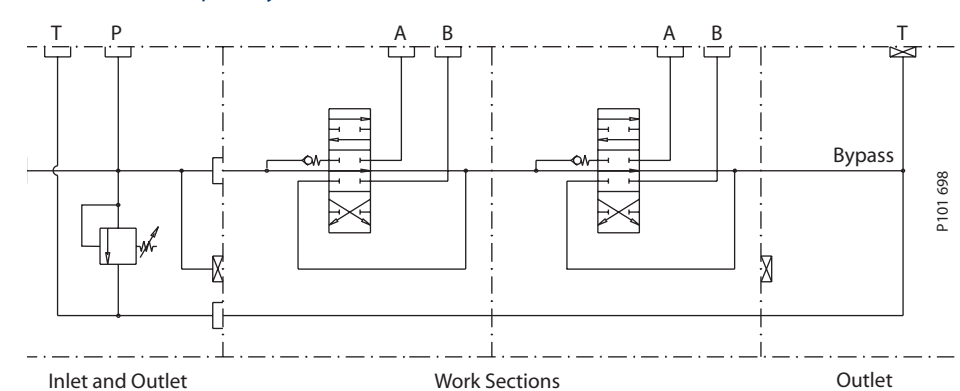 T P A B A B T
Bypass
P101 698
Inlet and Outlet Work Sections Outlet